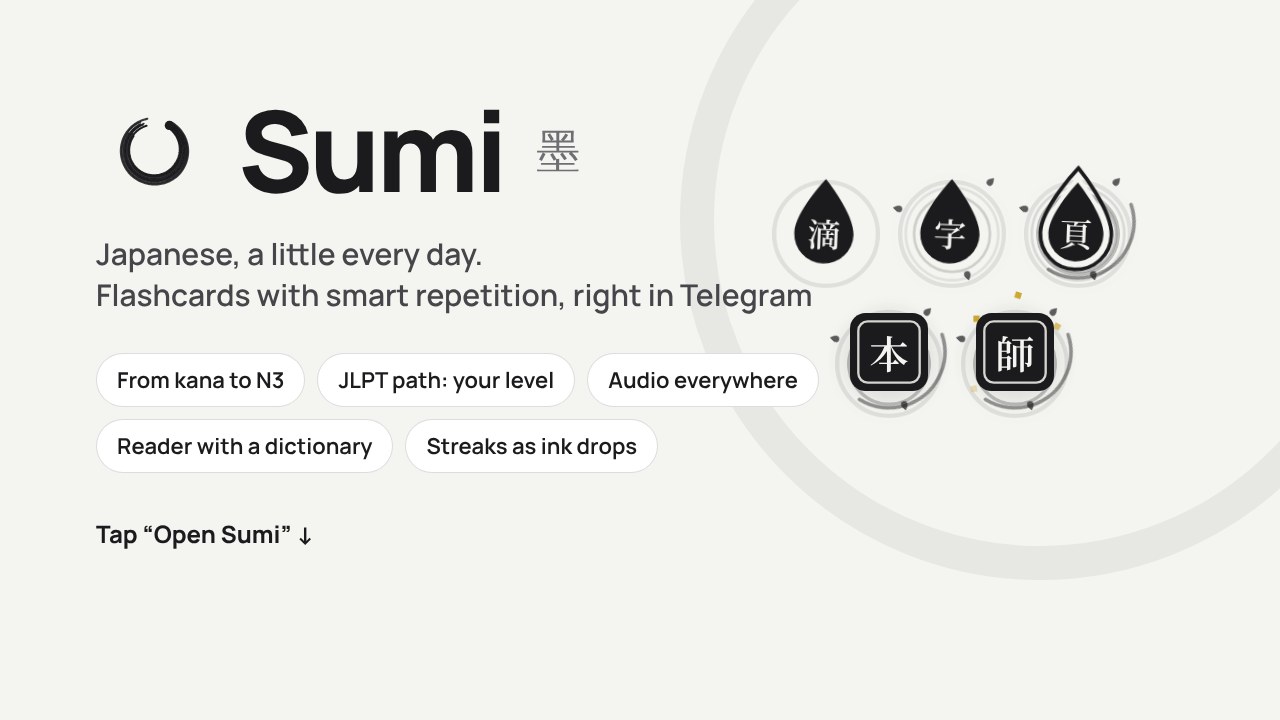 Sumi 墨
Japanese, a little every day.
Flashcards with smart repetition, right in Telegram
From kana to N3
JLPT path: your level
Audio everywhere
Reader with a dictionary
Streaks as ink drops
Tap “Open Sumi” ↓
滴
字
頁
本
師